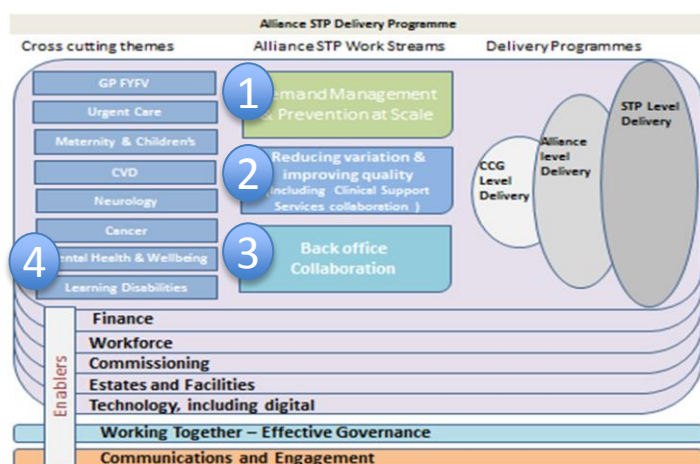 Alliance STP Delivery Programme
Cross cutting themes
Alliance STP Work Streams
Delivery Programmes
GP FYFV
Urgent Care
Maternity & Children's
CVD
Neurology
Cancer
4
ental Health & Wellbeing
Learning Disabilities
1
emand Management
& Prevention at Scale
2
Reducing variation &
improving quality
including Clinical Support
Services collaboration )
3
Back office
Collaboration
CCG
Level
Delivery
Alliance
level
Delivery
STP Level
Delivery
Enablers
Finance
Workforce
Commissioning
Estates and Facilities
Technology, including digital
Working Together – Effective Governance
Communications and Engagement